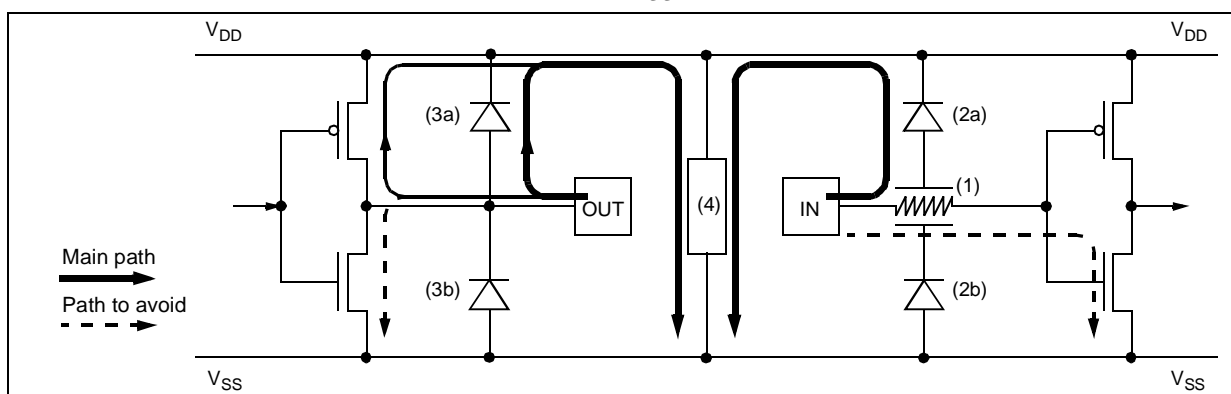 VDD
VDD
(3a)
(2a)
(1)
OUT
(4)
IN
Main path
(3b)
(2b)
Path to avoid
VSS
VSS